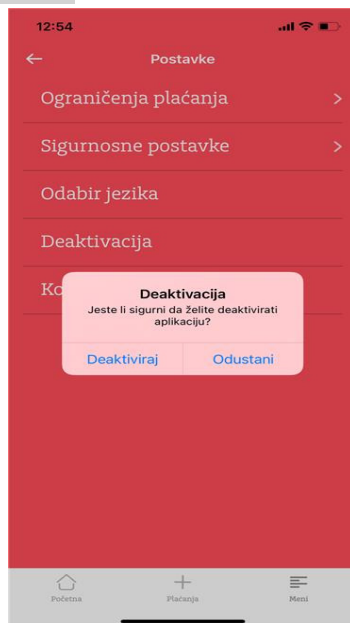 12:54
Postavke
Ograničenja plaćanja
Sigurnosne postavke
Odabir jezika
Deaktivacija
Ko
Deaktivacija
Jeste li sigurni da želite deaktivirati
aplikaciju?
Deaktiviraj Odustani
Početna Plaćanja Meni